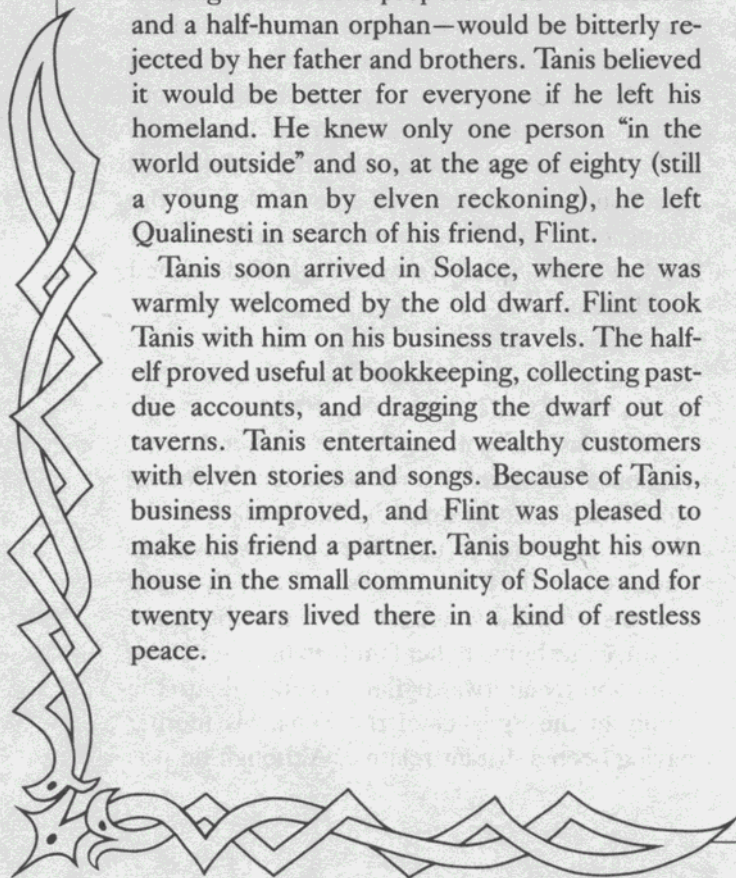 and a half-human orphan—would be bitterly re-
jected by her father and brothers. Tanis believed
it would be better for everyone if he left his
homeland. He knew only one person “in the
world outside” and so, at the age of eighty (still
a young man by elven reckoning), he left
Qualinesti in search of his friend, Flint.
Tanis soon arrived in Solace, where he was
warmly welcomed by the old dwarf. Flint took
Tanis with him on his business travels. The half-
elf proved useful at bookkeeping, collecting past-
due accounts, and dragging the dwarf out of
taverns. Tanis entertained wealthy customers
with elven stories and songs. Because of Tanis,
business improved, and Flint was pleased to
make his friend a partner. Tanis bought his own
house in the small community of Solace and for
twenty years lived there in a kind of restless
peace.